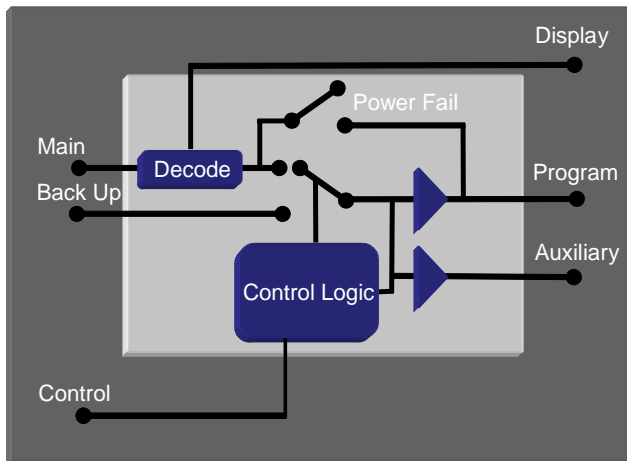 Display
Power Fail
Main
Decode
Program
Back Up
Auxiliary
Control Logic
Control